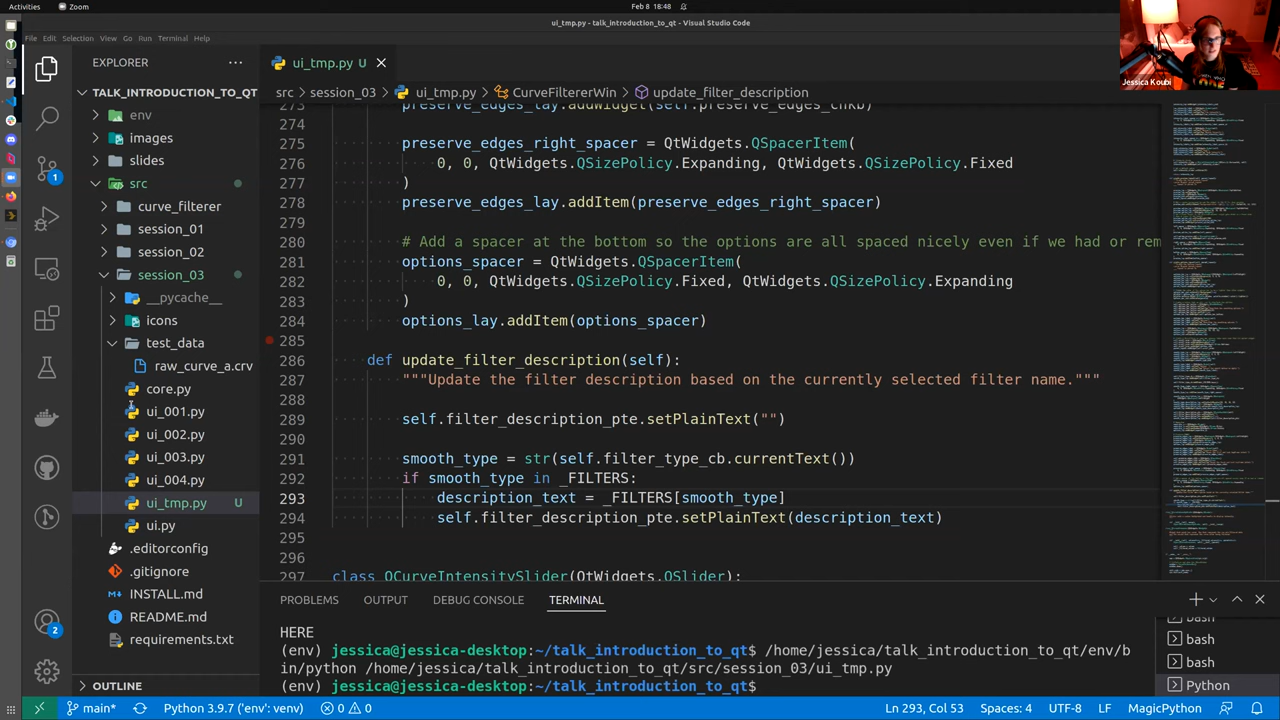 Activities
Zoom
Feb 8 18:48
ui_tmp.py - talk_introduction_to_qt - Visual Studio Code
File Edit Selection View Go Run Terminal Help
Jessica Koubi
EXPLORER
ui_tmp.py U
TALK_INTRODUCTION_TO_QT
src > session_03 > CurveFiltererWin > update_filter_description
env
images
slides
src
curve_filterer
session_01
session_02
session_03
__pycache__
icons
test_data
raw_curve_a.crv
core.py
ui_001.py
ui_002.py
ui_003.py
ui_004.py
ui_tmp.py U
ui.py
.editorconfig
.gitignore
INSTALL.md
README.md
requirements.txt
OUTLINE
1
2
273 preserve_edges_lay.addWidget(self.preserve_edges_chkb)
274
275 preserve_edges_right_spacer = QtWidgets.QSpacerItem(
276 0, 0, QtWidgets.QSizePolicy.Expanding, QtWidgets.QSizePolicy.Fixed
277 )
278 preserve_edges_lay.addItem(preserve_edges_right_spacer)
279
280 # Add a spacer at the bottom so the options are all spaced nicely even if we had or rem
281 options_spacer = QtWidgets.QSpacerItem(
282 0, 0, QtWidgets.QSizePolicy.Fixed, QtWidgets.QSizePolicy.Expanding
283 )
284 options_lay.addItem(options_spacer)
285
286 def update_filter_description(self):
287 """Update the filter description based on the currently selected filter name."""
288
289 self.filter_description_pte.setPlainText("")
290
291 smooth_type = str(self.filter_type_cb.currentText())
292 if smooth_type in _FILTERS:
293 description_text = _FILTERS[smooth_type]
294 self.filter_description_pte.setPlainText(description_text)
295
296
297 class QCurveIntensitySlider(QtWidgets.QSlider):
PROBLEMS OUTPUT DEBUG CONSOLE TERMINAL
HERE
(env) jessica@jessica-desktop:~/talk_introduction_to_qt$ /home/jessica/talk_introduction_to_qt/env/b
in/python /home/jessica/talk_introduction_to_qt/src/session_03/ui_tmp.py
(env) jessica@jessica-desktop:~/talk_introduction_to_qt$
bash
bash
bash
Python
main* Python 3.9.7 ('env': venv) 0 0 Ln 293, Col 53 Spaces: 4 UTF-8 LF MagicPython